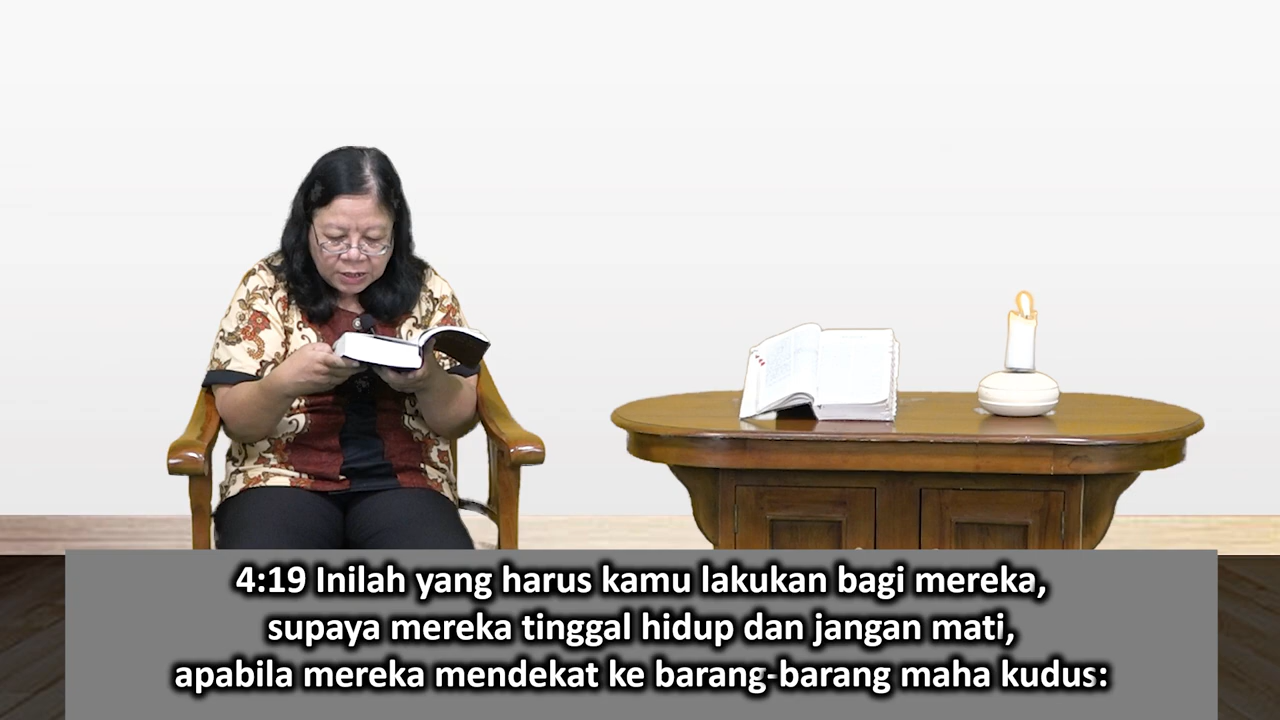 4:19 Inilah yang harus kamu lakukan bagi mereka,
supaya mereka tinggal hidup dan jangan mati,
apabila mereka mendekat ke barang-barang maha kudus: